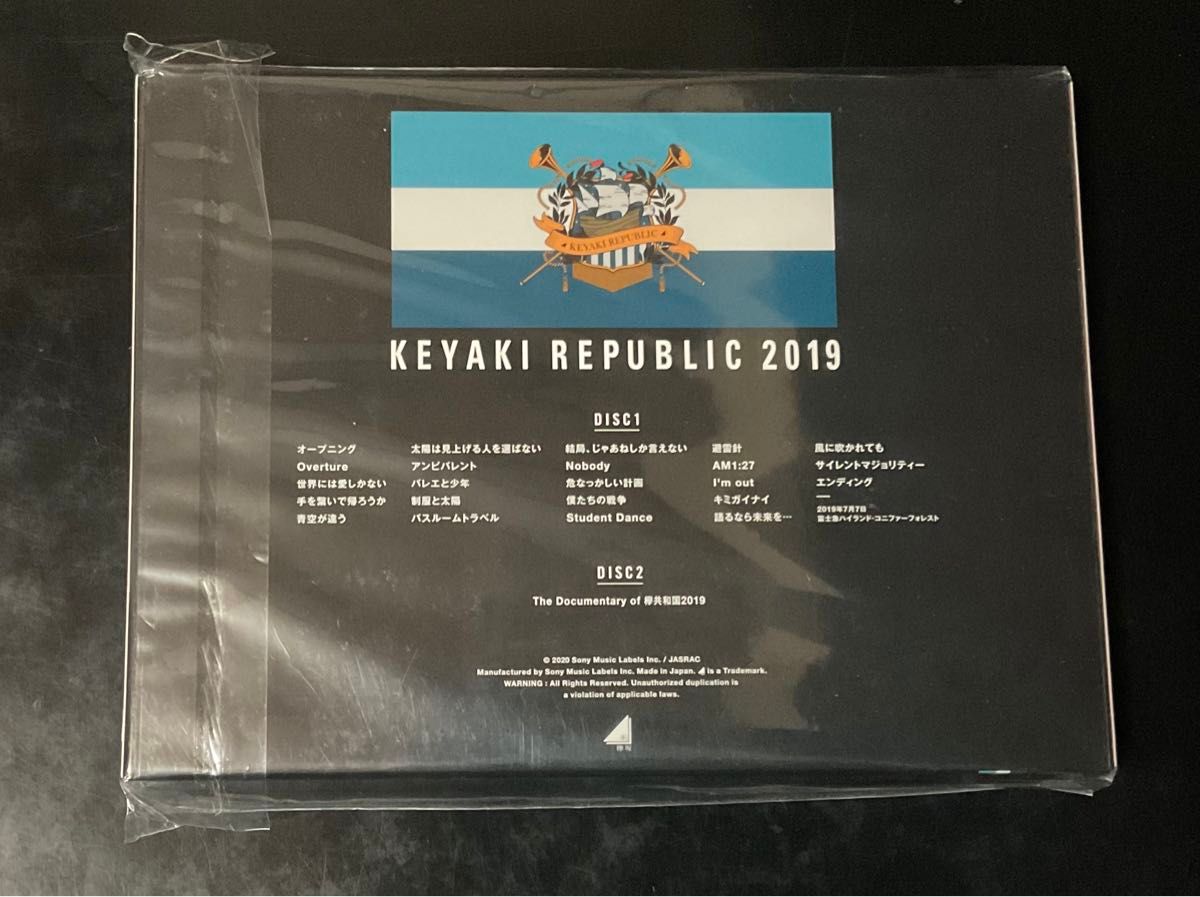 KEYAKI REPUBLIC
KEYAKI REPUBLIC 2019
DISC1
オープニング
Overture
世界には愛しかない
手を繋いで帰ろうか
青空が違う
太陽は見上げる人を選ばない
アンビバレント
バレエと少年
制服と太陽
バスルームトラベル
結局、じゃあねしか言えない
Nobody
危なっかしい計画
僕たちの戦争
Student Dance
避雷針
AM1:27
I'm out
キミガイナイ
語るなら未来を…
風に吹かれても
サイレントマジョリティー
エンディング
2019年7月7日
富士急ハイランド・コニファーフォレスト
DISC2
The Documentary of 欅共和国2019
© 2020 Sony Music Labels Inc. / JASRAC
Manufactured by Sony Music Labels Inc. Made in Japan. is a Trademark.
WARNING : All Rights Reserved. Unauthorized duplication is
a violation of applicable laws.
欅坂